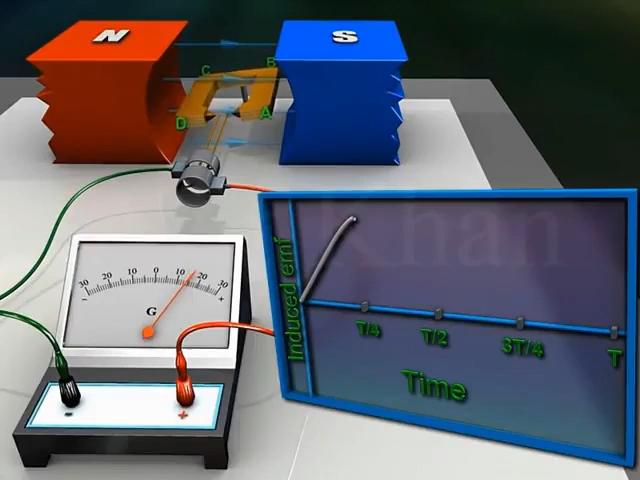 N
S
C
B
D
A
Khan
Induced emf
30 20 10 0 10 20 30
- +
G
T/4
T/2
3T/4
T
Time
- +